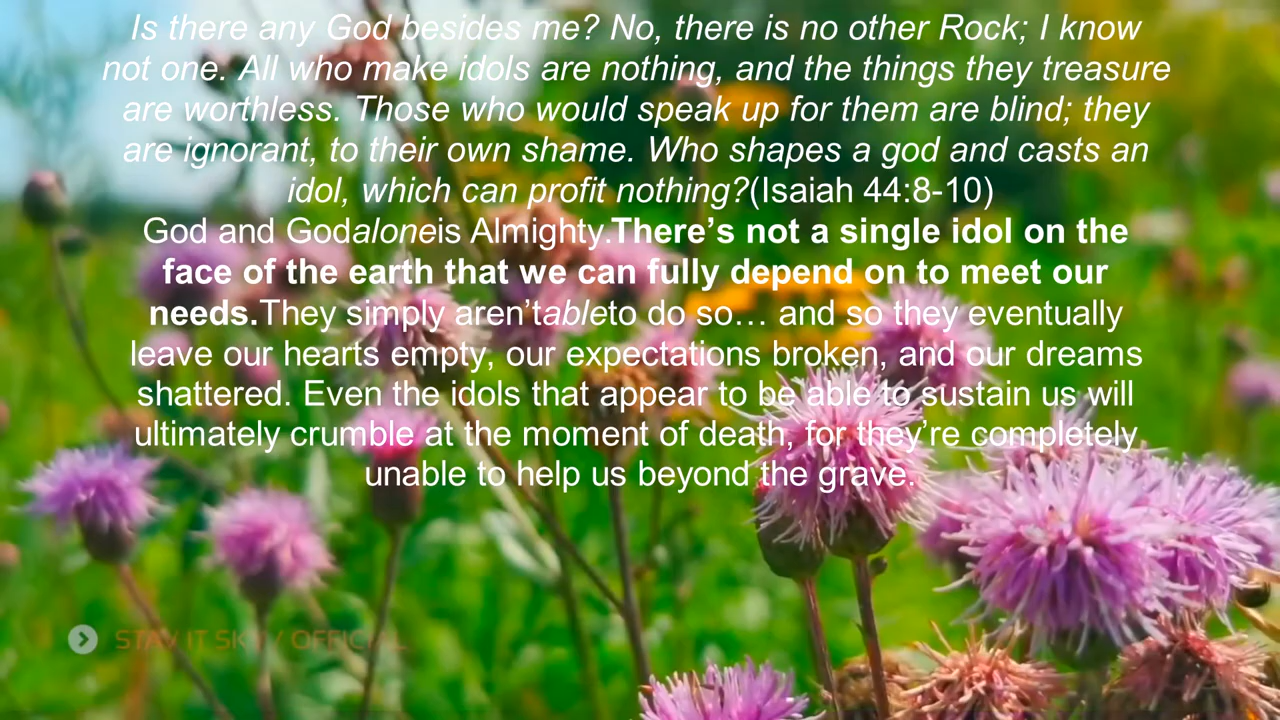 Is there any God besides me? No, there is no other Rock; I know
not one. All who make idols are nothing, and the things they treasure
are worthless. Those who would speak up for them are blind; they
are ignorant, to their own shame. Who shapes a god and casts an
idol, which can profit nothing?(Isaiah 44:8-10)
God and Godaloneis Almighty.There’s not a single idol on the
face of the earth that we can fully depend on to meet our
needs.They simply aren’tableto do so… and so they eventually
leave our hearts empty, our expectations broken, and our dreams
shattered. Even the idols that appear to be able to sustain us will
ultimately crumble at the moment of death, for they’re completely
unable to help us beyond the grave.
STAY IT SKY / OFFICIAL